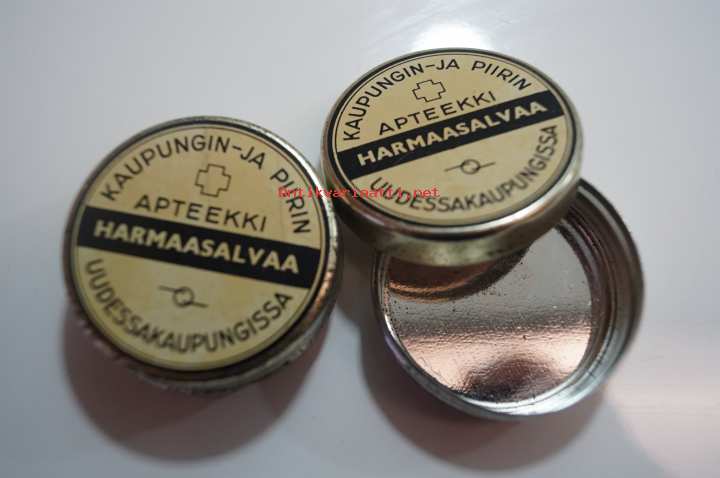 KAUPUNGIN-JA PIIRIN
APTEEKKI
HARMAASALVAA
UUDESSAKAUPUNGISSA
KAUPUNGIN-JA PIIRIN
APTEEKKI
HARMAASALVAA
UUDESSAKAUPUNGISSA
Antikvariaatti.net